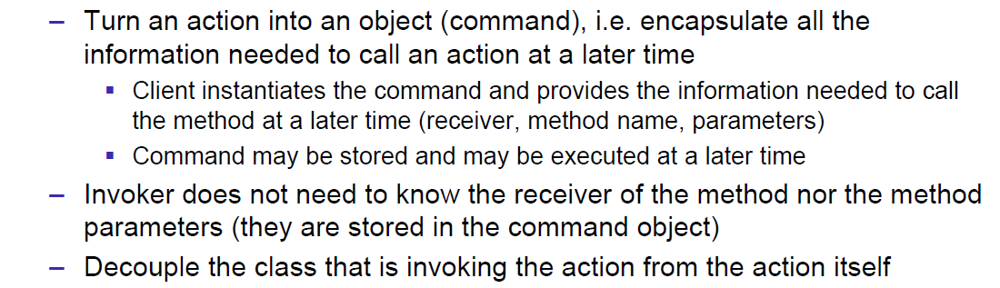 – Turn an action into an object (command), i.e. encapsulate all the
information needed to call an action at a later time
▪ Client instantiates the command and provides the information needed to call
the method at a later time (receiver, method name, parameters)
▪ Command may be stored and may be executed at a later time
– Invoker does not need to know the receiver of the method nor the method
parameters (they are stored in the command object)
– Decouple the class that is invoking the action from the action itself